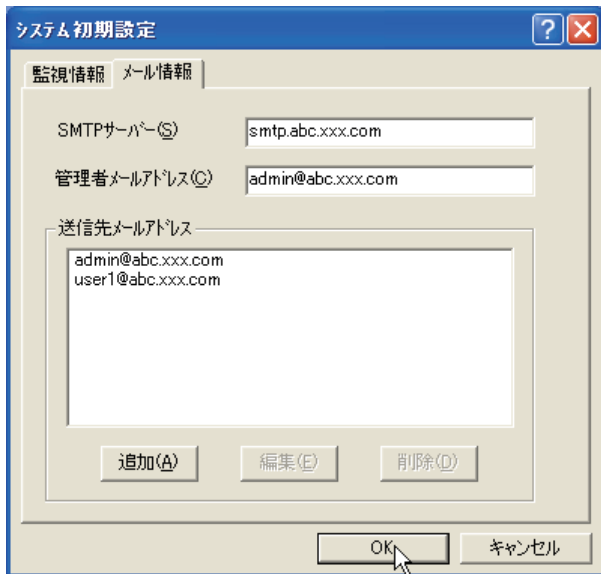 システム初期設定
監視情報 メール情報
SMTPサーバー(S) smtp.abc.xxx.com
管理者メールアドレス(C) admin@abc.xxx.com
送信先メールアドレス
admin@abc.xxx.com
user1@abc.xxx.com
追加(A) 編集(E) 削除(D)
OK キャンセル